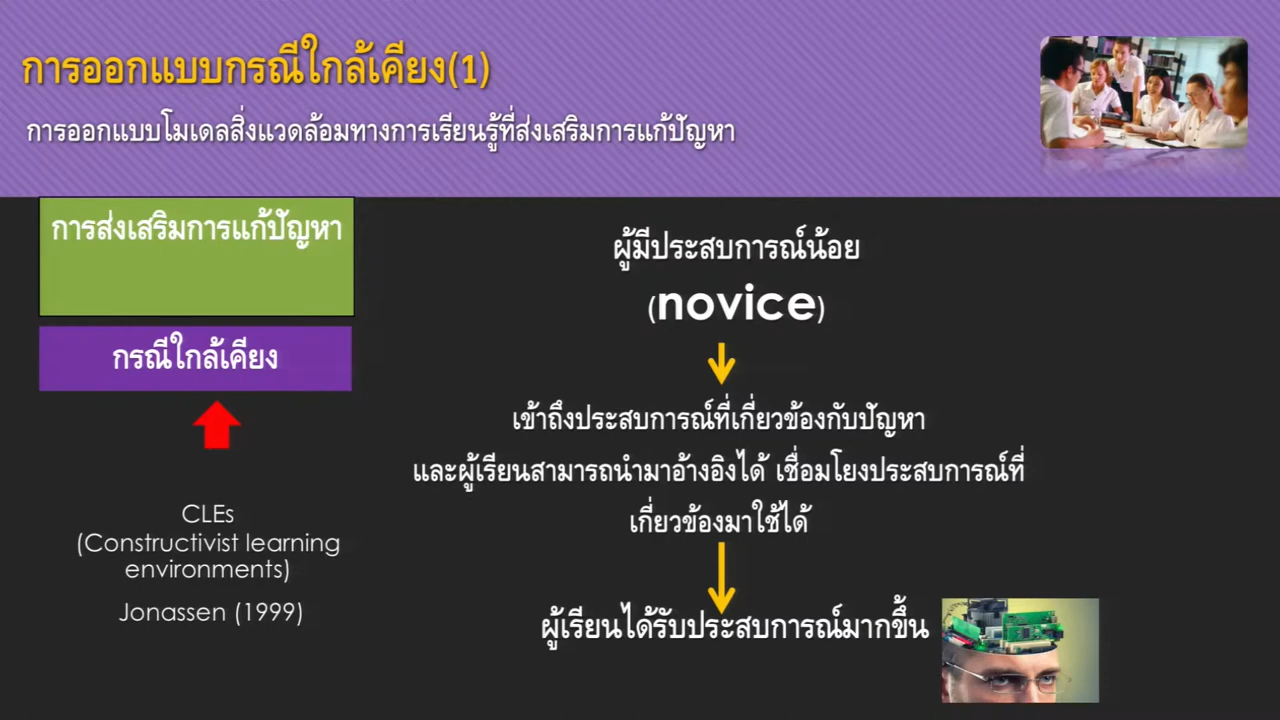 การออกแบบกรณีใกล้เคียง(1)
การออกแบบโมเดลสิ่งแวดล้อมทางการเรียนรู้ที่ส่งเสริมการแก้ปัญหา
การส่งเสริมการแก้ปัญหา
กรณีใกล้เคียง
CLEs
(Constructivist learning
environments)
Jonassen (1999)
ผู้มีประสบการณ์น้อย
(novice)
เข้าถึงประสบการณ์ที่เกี่ยวข้องกับปัญหา
และผู้เรียนสามารถนำมาอ้างอิงได้ เชื่อมโยงประสบการณ์ที่
เกี่ยวข้องมาใช้ได้
ผู้เรียนได้รับประสบการณ์มากขึ้น